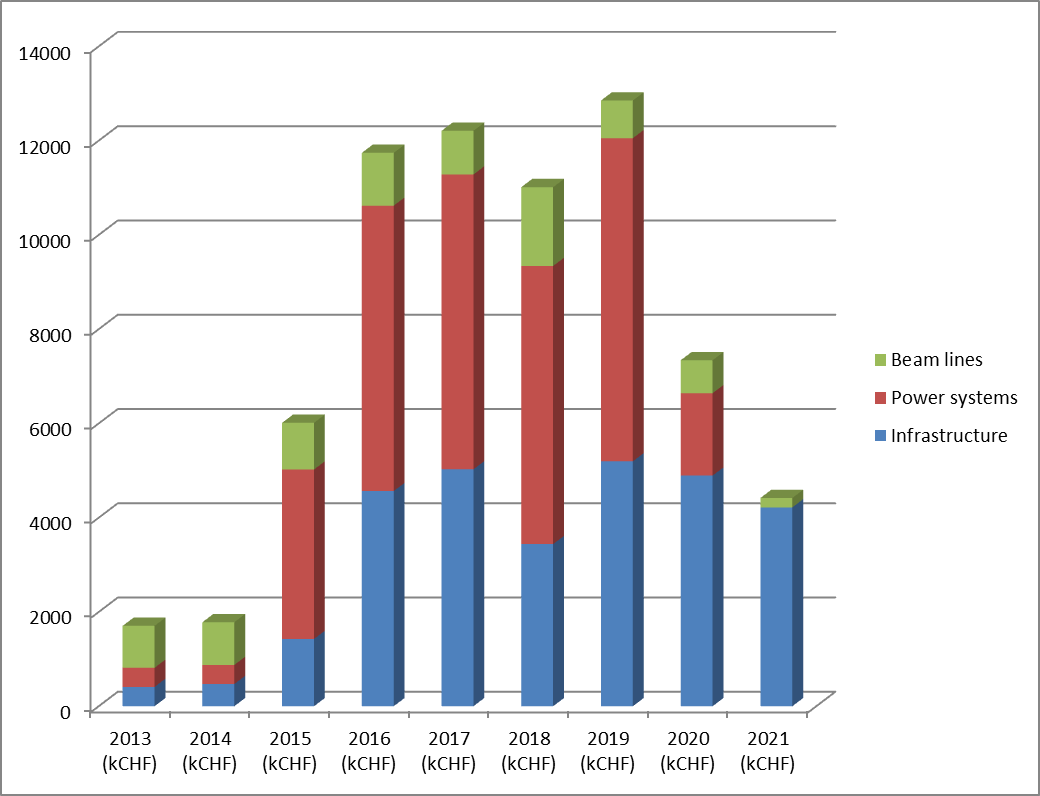 14000
12000
10000
8000
6000
4000
2000
0
2013 2014 2015 2016 2017 2018 2019 2020 2021
(kCHF) (kCHF) (kCHF) (kCHF) (kCHF) (kCHF) (kCHF) (kCHF) (kCHF)
Beam lines
Power systems
Infrastructure